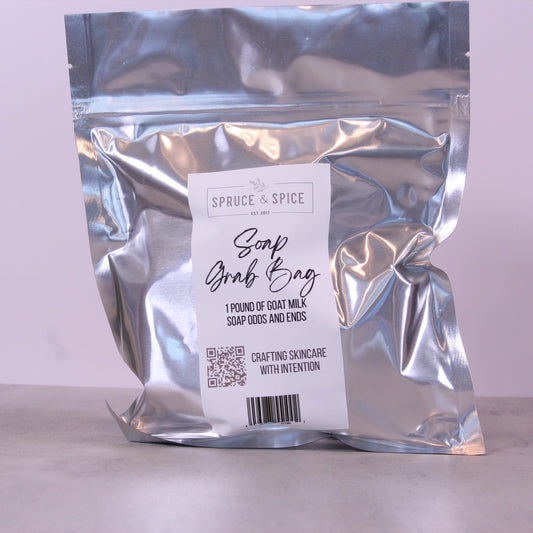 SPRUCE & SPICE
EST. 2017
Soap
Grab Bag
1 POUND OF GOAT MILK
SOAP ODDS AND ENDS
CRAFTING SKINCARE
WITH INTENTION